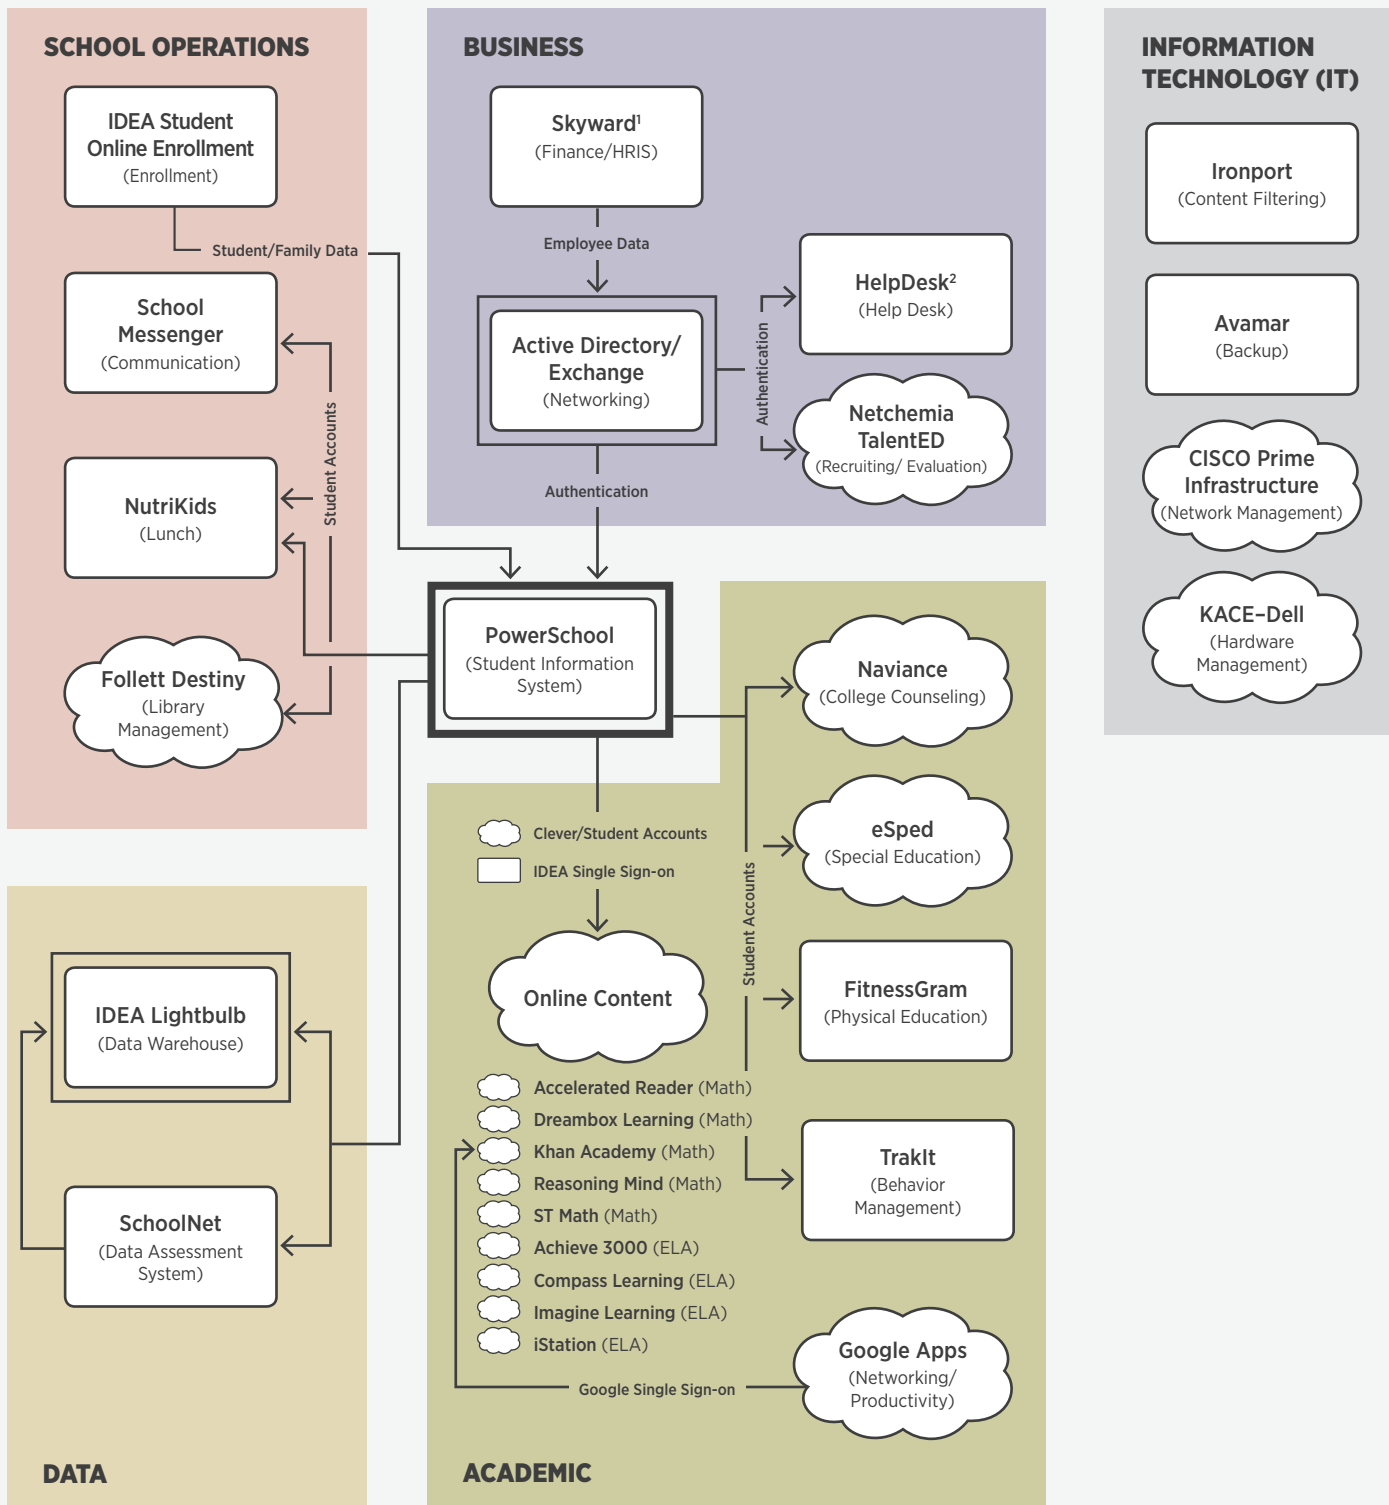 SCHOOL OPERATIONS
IDEA Student
Online Enrollment
(Enrollment)
Student/Family Data
School
Messenger
(Communication)
Student Accounts
NutriKids
(Lunch)
Follett Destiny
(Library
Management)
BUSINESS
Skyward¹
(Finance/HRIS)
Employee Data
Active Directory/
Exchange
(Networking)
Authentication
HelpDesk²
(Help Desk)
Netchemia
TalentED
(Recruiting/ Evaluation)
Authentication
INFORMATION
TECHNOLOGY (IT)
Ironport
(Content Filtering)
Avamar
(Backup)
CISCO Prime
Infrastructure
(Network Management)
KACE–Dell
(Hardware
Management)
PowerSchool
(Student Information
System)
Naviance
(College Counseling)
eSped
(Special Education)
Student Accounts
FitnessGram
(Physical Education)
TrakIt
(Behavior
Management)
Clever/Student Accounts
IDEA Single Sign-on
Online Content
Accelerated Reader (Math)
Dreambox Learning (Math)
Khan Academy (Math)
Reasoning Mind (Math)
ST Math (Math)
Achieve 3000 (ELA)
Compass Learning (ELA)
Imagine Learning (ELA)
iStation (ELA)
Google Apps
(Networking/
Productivity)
Google Single Sign-on
ACADEMIC
IDEA Lightbulb
(Data Warehouse)
SchoolNet
(Data Assessment
System)
DATA